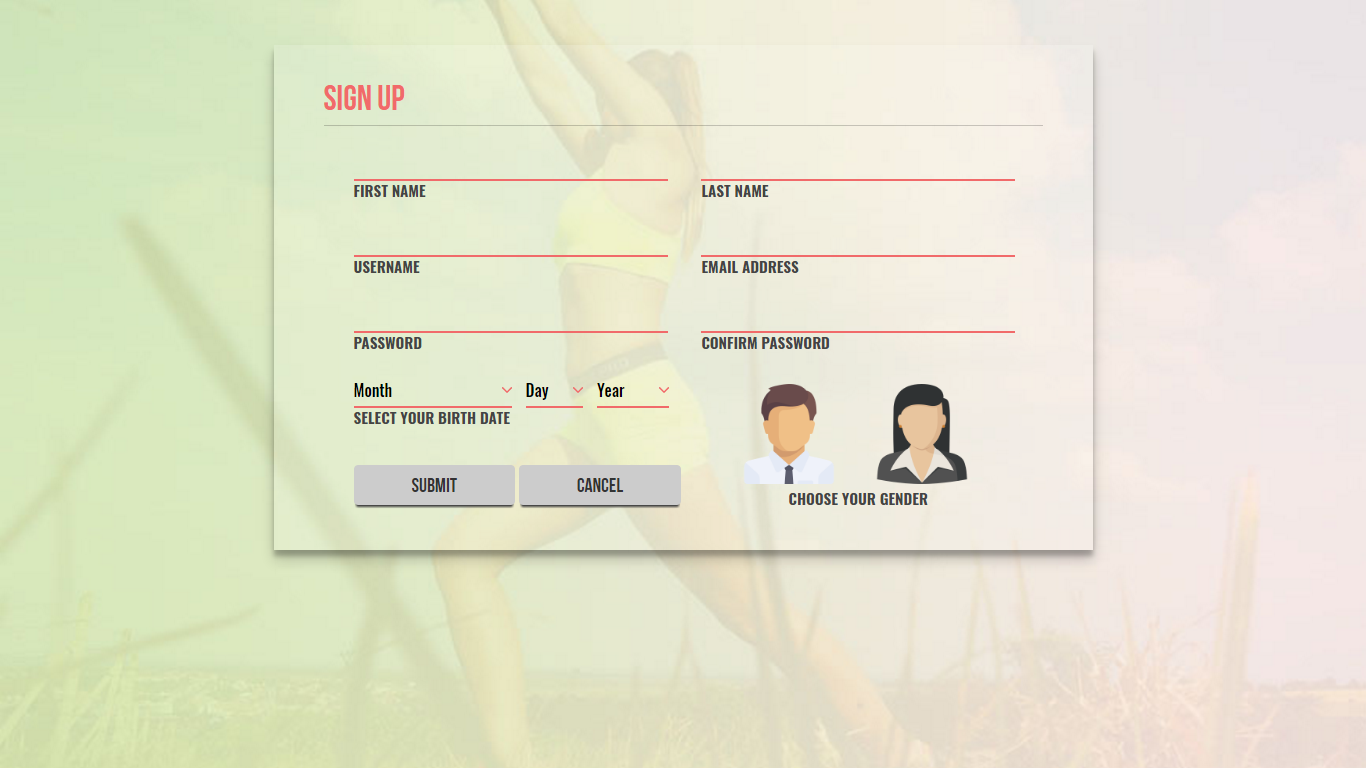 SIGN UP
FIRST NAME
LAST NAME
USERNAME
EMAIL ADDRESS
PASSWORD
CONFIRM PASSWORD
Month Day Year
SELECT YOUR BIRTH DATE
SUBMIT CANCEL
CHOOSE YOUR GENDER